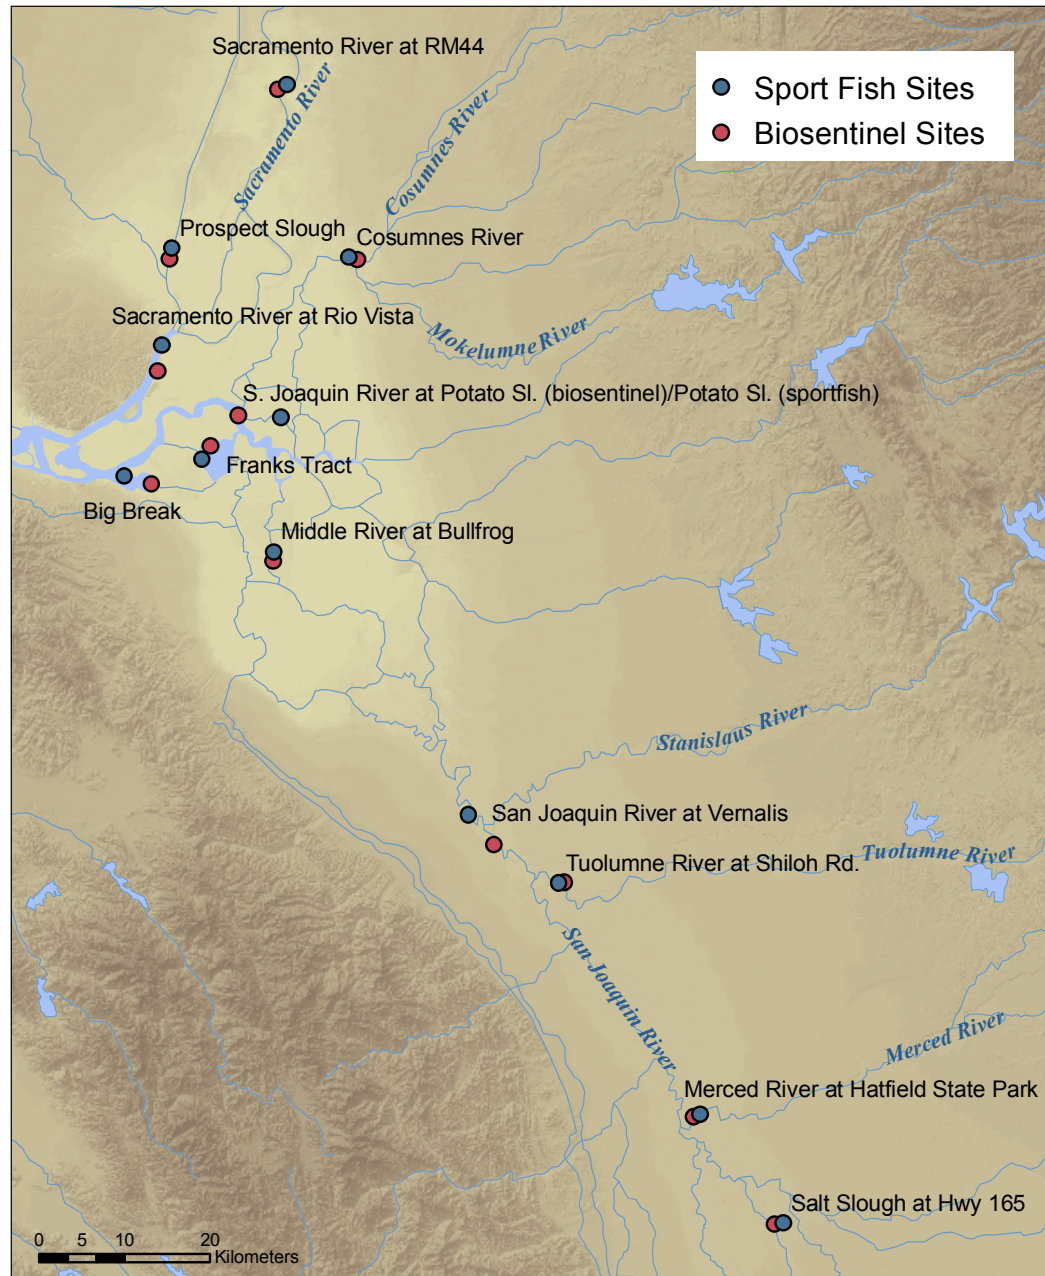 Sacramento River at RM44
Sport Fish Sites
Biosentinel Sites
Sacramento River
Cosumnes River
Prospect Slough
Cosumnes River
Sacramento River at Rio Vista
Mokelumne River
S. Joaquin River at Potato Sl. (biosentinel)/Potato Sl. (sportfish)
Franks Tract
Big Break
Middle River at Bullfrog
Stanislaus River
San Joaquin River at Vernalis
Tuolumne River at Shiloh Rd.
Tuolumne River
San Joaquin River
Merced River
Merced River at Hatfield State Park
Salt Slough at Hwy 165
0 5 10 20
Kilometers